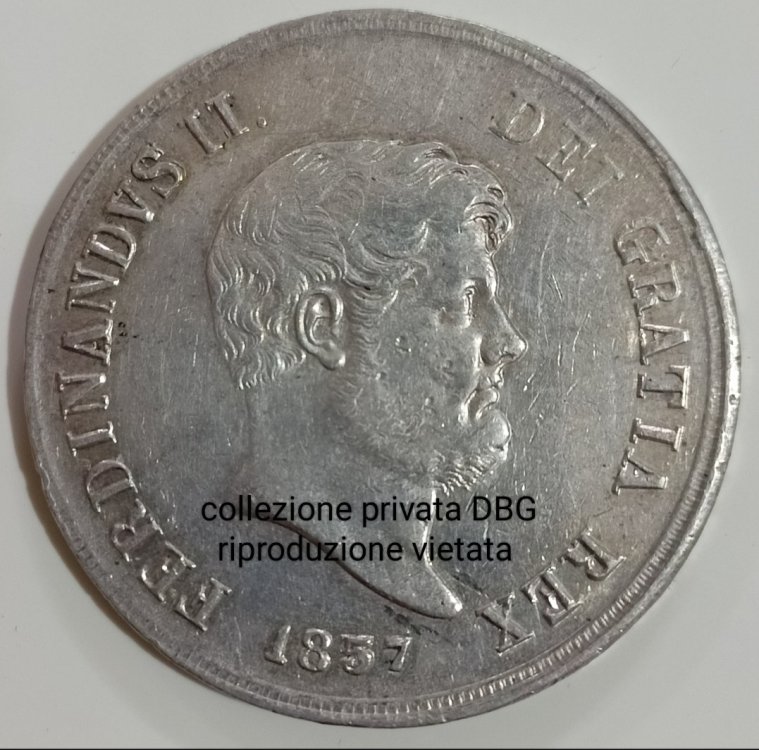 FERDINANDVS II. DEI GRATIA REX
1857
collezione privata DBG
riproduzione vietata